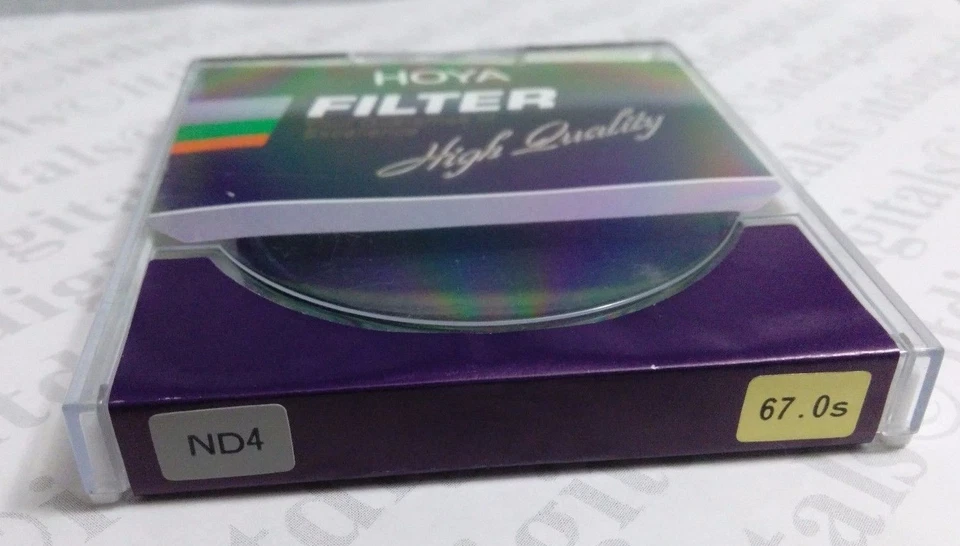 HOYA
FILTER
High Quality
ND4
67.0s